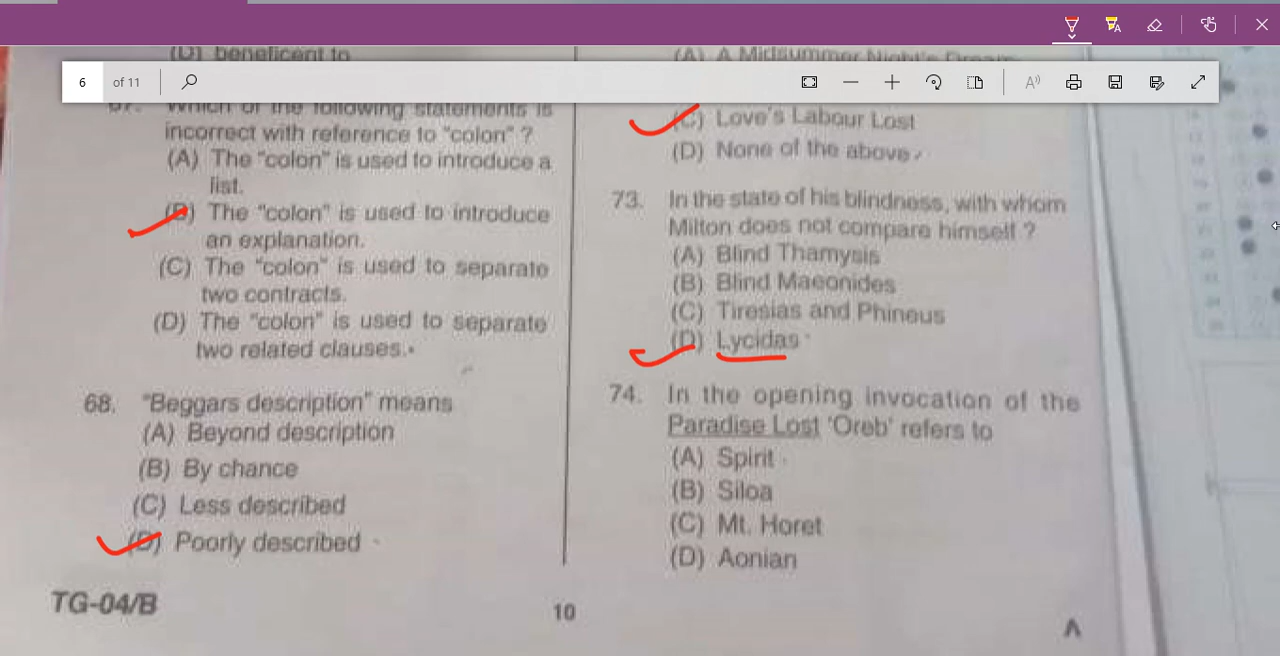 6 of 11
(D) beneficent to
67. Which of the following statements is
incorrect with reference to "colon" ?
(A) The "colon" is used to introduce a
list.
(B) The "colon" is used to introduce
an explanation.
(C) The "colon" is used to separate
two contracts.
(D) The "colon" is used to separate
two related clauses.
68. "Beggars description" means
(A) Beyond description
(B) By chance
(C) Less described
(D) Poorly described
(A) A Midsummer Night's Dream
(C) Love's Labour Lost
(D) None of the above
73. In the state of his blindness, with whom
Milton does not compare himself ?
(A) Blind Thamysis
(B) Blind Maeonides
(C) Tiresias and Phineus
(D) Lycidas
74. In the opening invocation of the
Paradise Lost 'Oreb' refers to
(A) Spirit
(B) Siloa
(C) Mt. Horet
(D) Aonian
TG-04/B
10
A